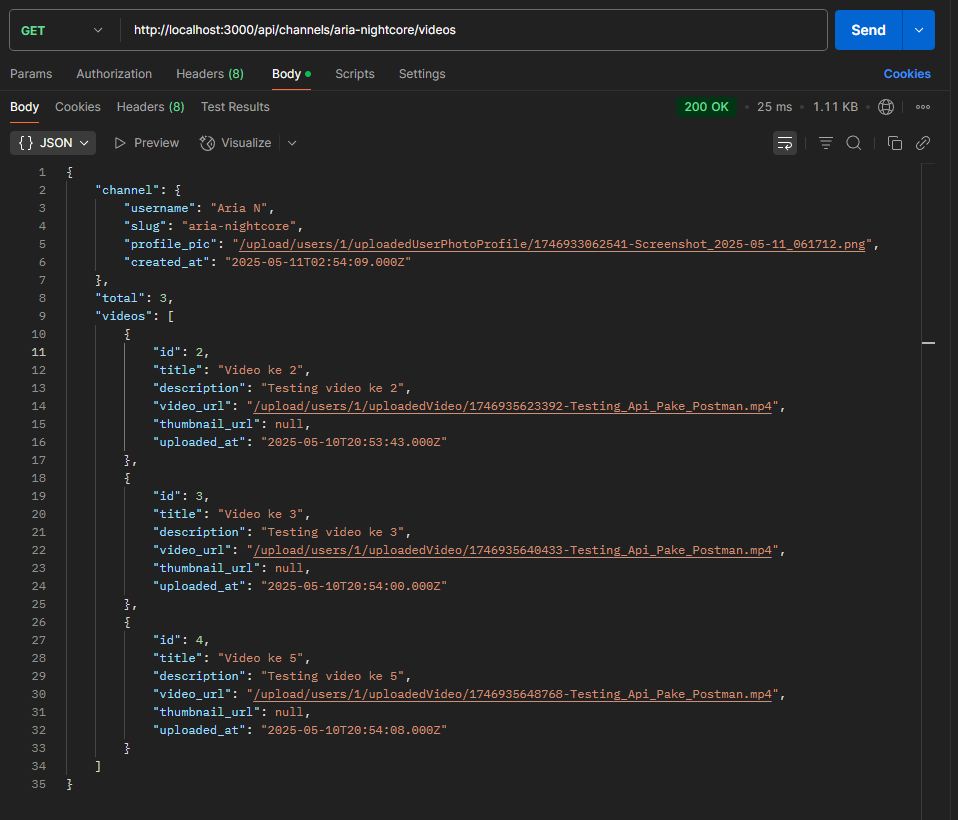 GET http://localhost:3000/api/channels/aria-nightcore/videos Send
Params Authorization Headers (8) Body Scripts Settings Cookies
Body Cookies Headers (8) Test Results 200 OK • 25 ms • 1.11 KB •
{} JSON Preview Visualize
1 {
2 "channel": {
3 "username": "Aria N",
4 "slug": "aria-nightcore",
5 "profile_pic": "/upload/users/1/uploadedUserPhotoProfile/1746933062541-Screenshot_2025-05-11_061712.png",
6 "created_at": "2025-05-11T02:54:09.000Z"
7 },
8 "total": 3,
9 "videos": [
10 {
11 "id": 2,
12 "title": "Video ke 2",
13 "description": "Testing video ke 2",
14 "video_url": "/upload/users/1/uploadedVideo/1746935623392-Testing_Api_Pake_Postman.mp4",
15 "thumbnail_url": null,
16 "uploaded_at": "2025-05-10T20:53:43.000Z"
17 },
18 {
19 "id": 3,
20 "title": "Video ke 3",
21 "description": "Testing video ke 3",
22 "video_url": "/upload/users/1/uploadedVideo/1746935640433-Testing_Api_Pake_Postman.mp4",
23 "thumbnail_url": null,
24 "uploaded_at": "2025-05-10T20:54:00.000Z"
25 },
26 {
27 "id": 4,
28 "title": "Video ke 5",
29 "description": "Testing video ke 5",
30 "video_url": "/upload/users/1/uploadedVideo/1746935648768-Testing_Api_Pake_Postman.mp4",
31 "thumbnail_url": null,
32 "uploaded_at": "2025-05-10T20:54:08.000Z"
33 }
34 ]
35 }